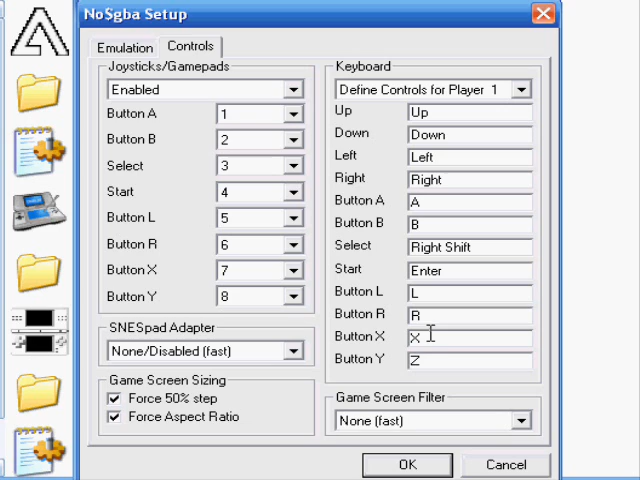 No$gba Setup
Emulation
Controls
Joysticks/Gamepads
Enabled
Button A 1
Button B 2
Select 3
Start 4
Button L 5
Button R 6
Button X 7
Button Y 8
SNESpad Adapter
None/Disabled (fast)
Game Screen Sizing
Force 50% step
Force Aspect Ratio
Keyboard
Define Controls for Player 1
Up Up
Down Down
Left Left
Right Right
Button A A
Button B B
Select Right Shift
Start Enter
Button L L
Button R R
Button X X
Button Y Z
Game Screen Filter
None (fast)
OK
Cancel